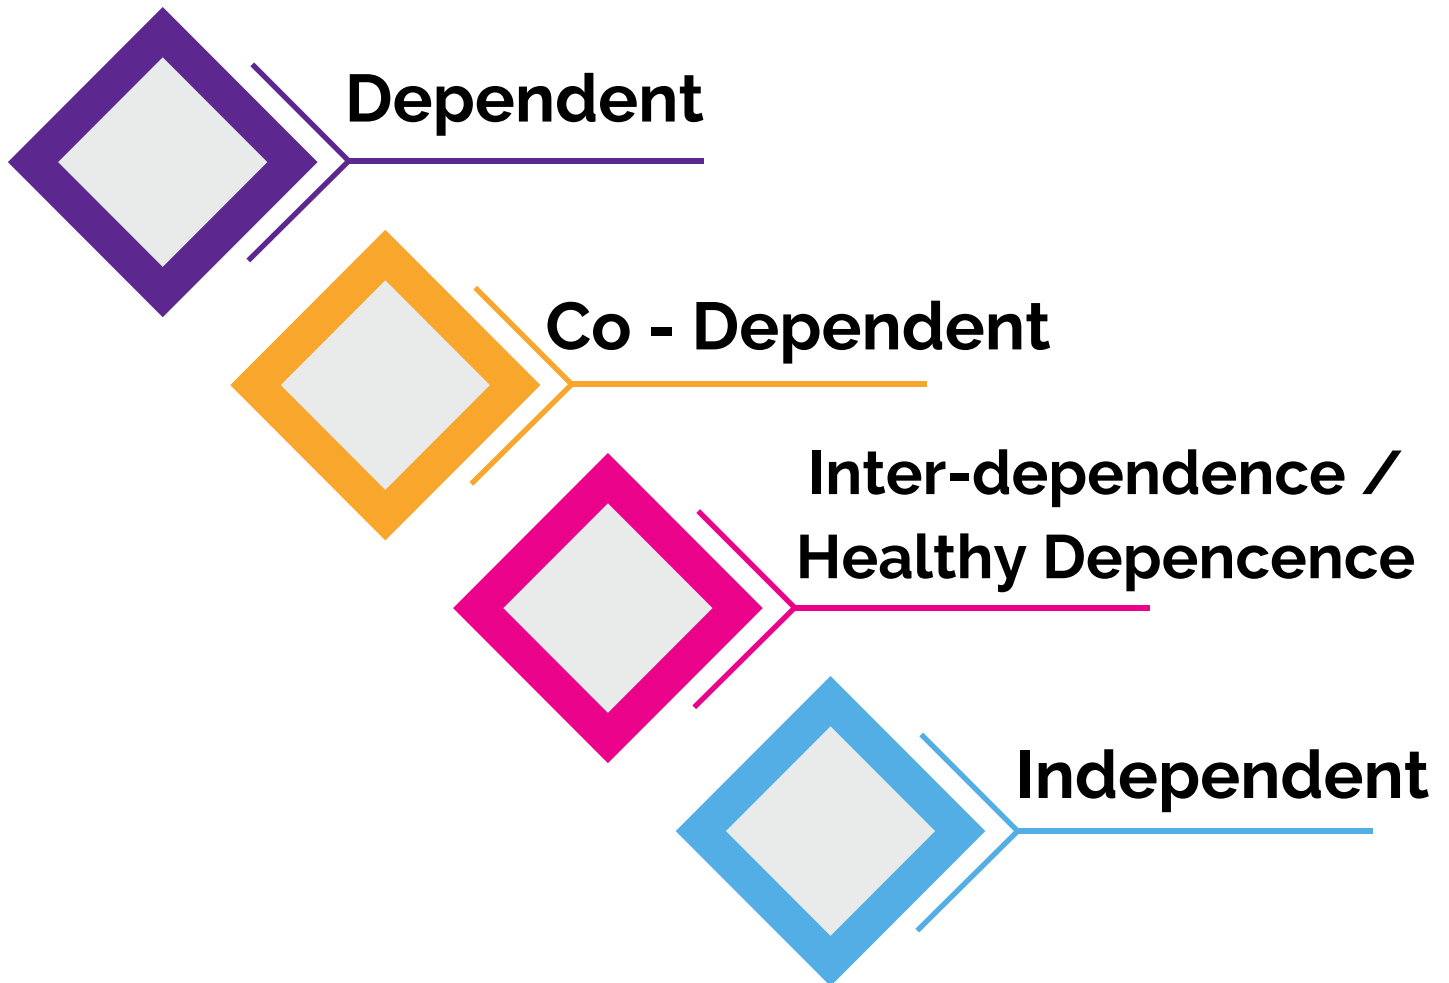 Dependent
Co - Dependent
Inter-dependence /
Healthy Depencence
Independent